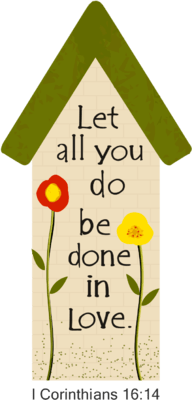 Let
all you
do
be
done
in
Love.
I Corinthians 16:14